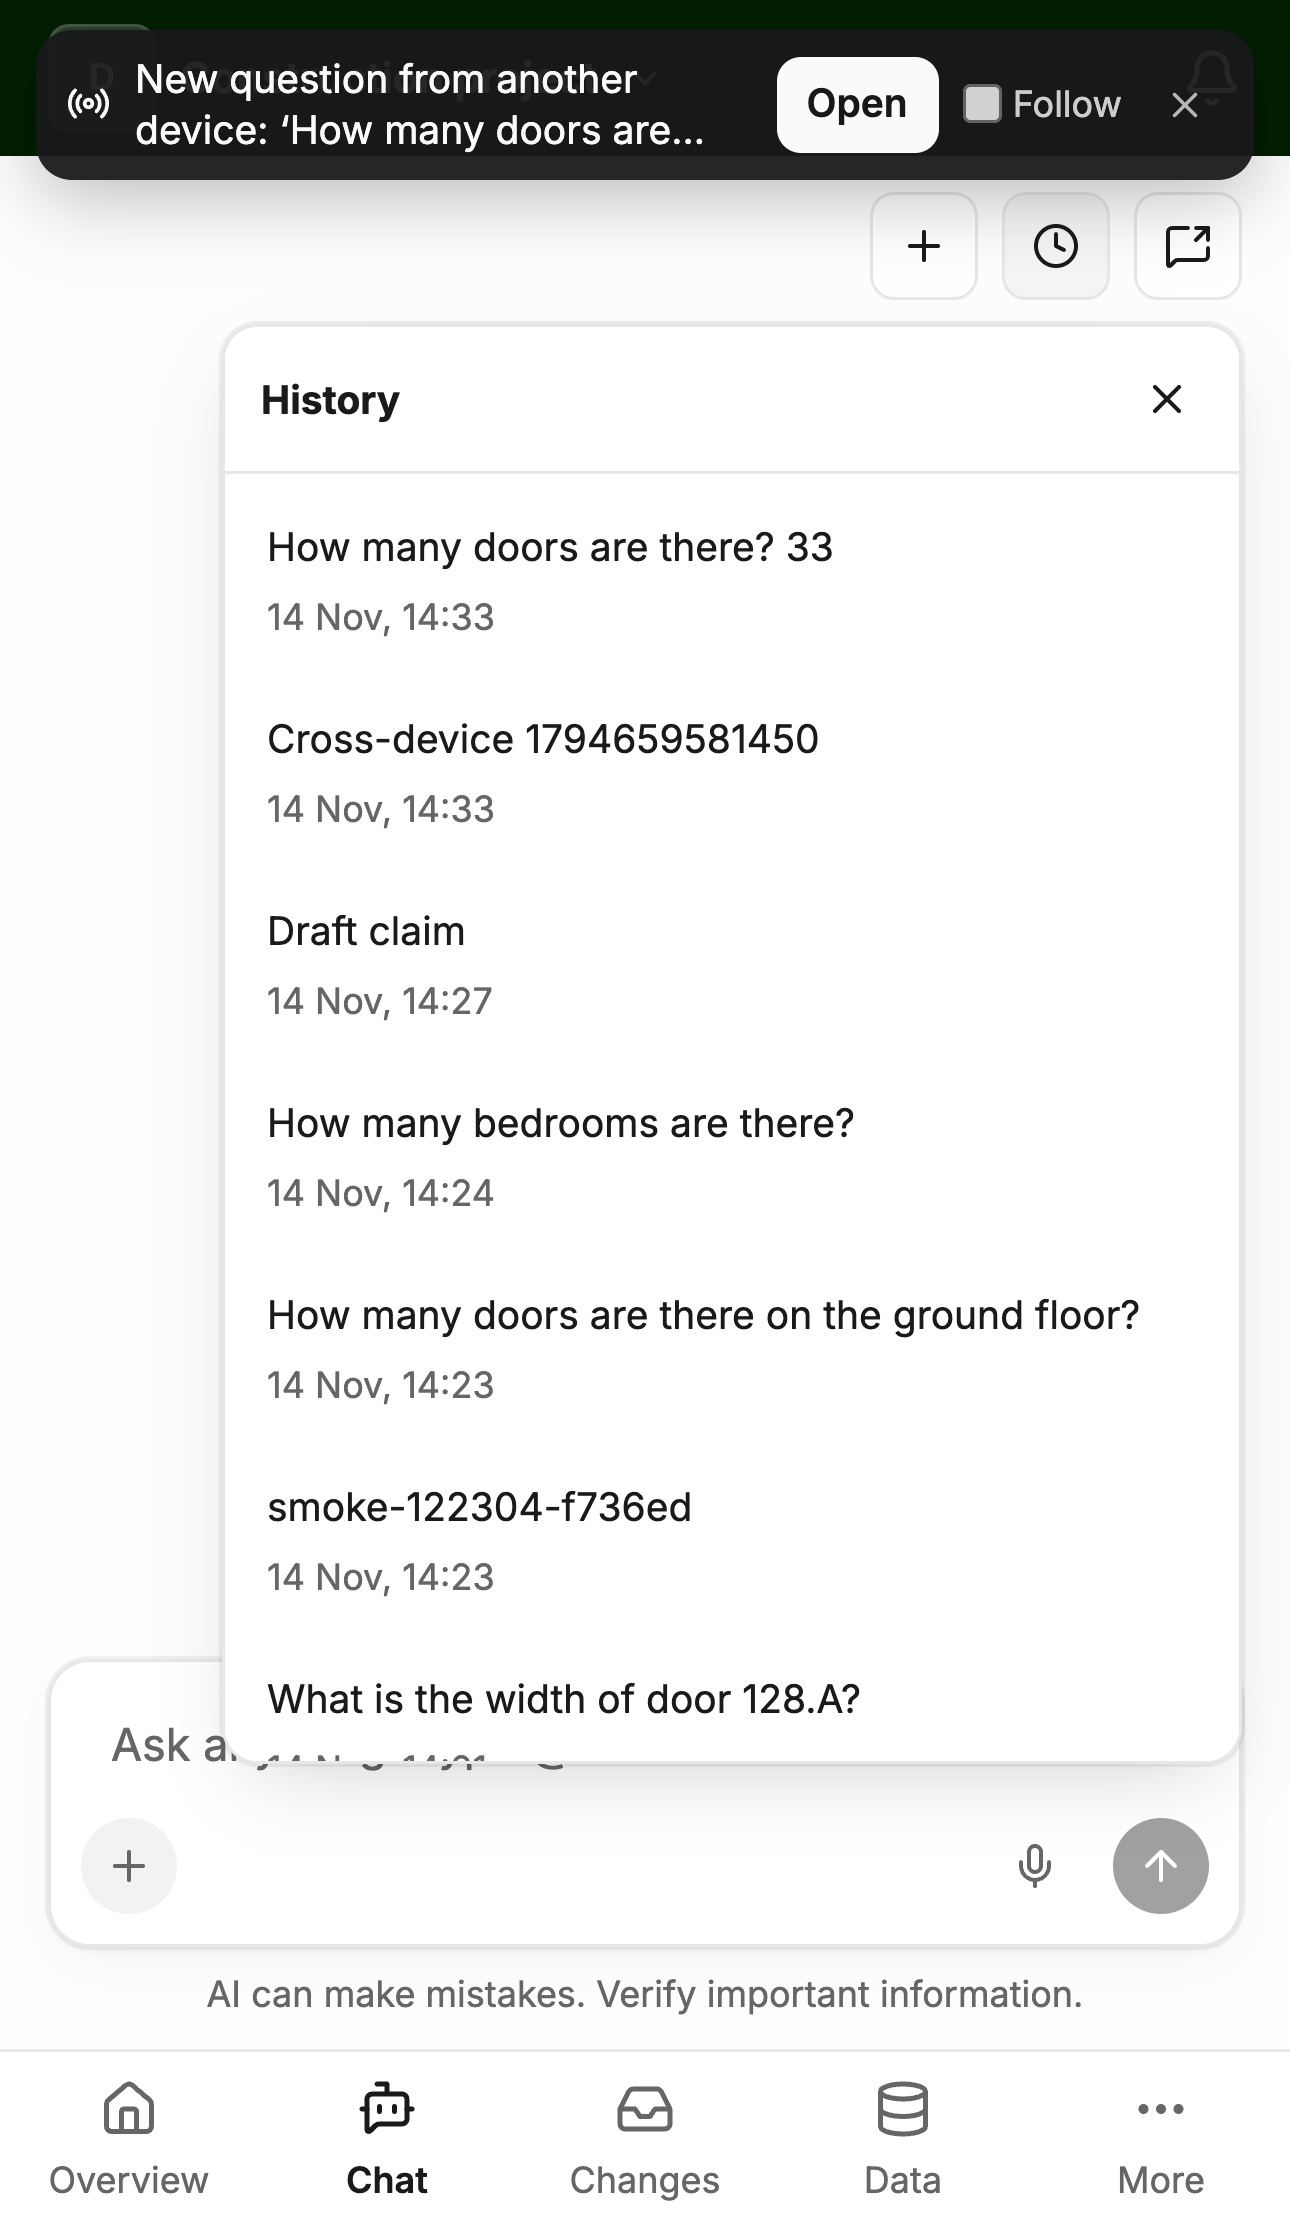 New question from another
device: ‘How many doors are...
Open
Follow
History
How many doors are there? 33
14 Nov, 14:33
Cross-device 1794659581450
14 Nov, 14:33
Draft claim
14 Nov, 14:27
How many bedrooms are there?
14 Nov, 14:24
How many doors are there on the ground floor?
14 Nov, 14:23
smoke-122304-f736ed
14 Nov, 14:23
What is the width of door 128.A?
Ask
AI can make mistakes. Verify important information.
Overview
Chat
Changes
Data
More